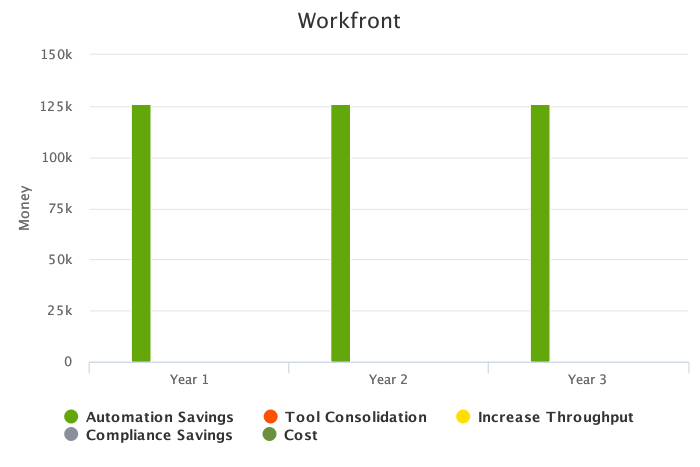 Workfront
150k
125k
100k
75k
50k
25k
0
Money
Year 1 Year 2 Year 3
Automation Savings Tool Consolidation Increase Throughput
Compliance Savings Cost